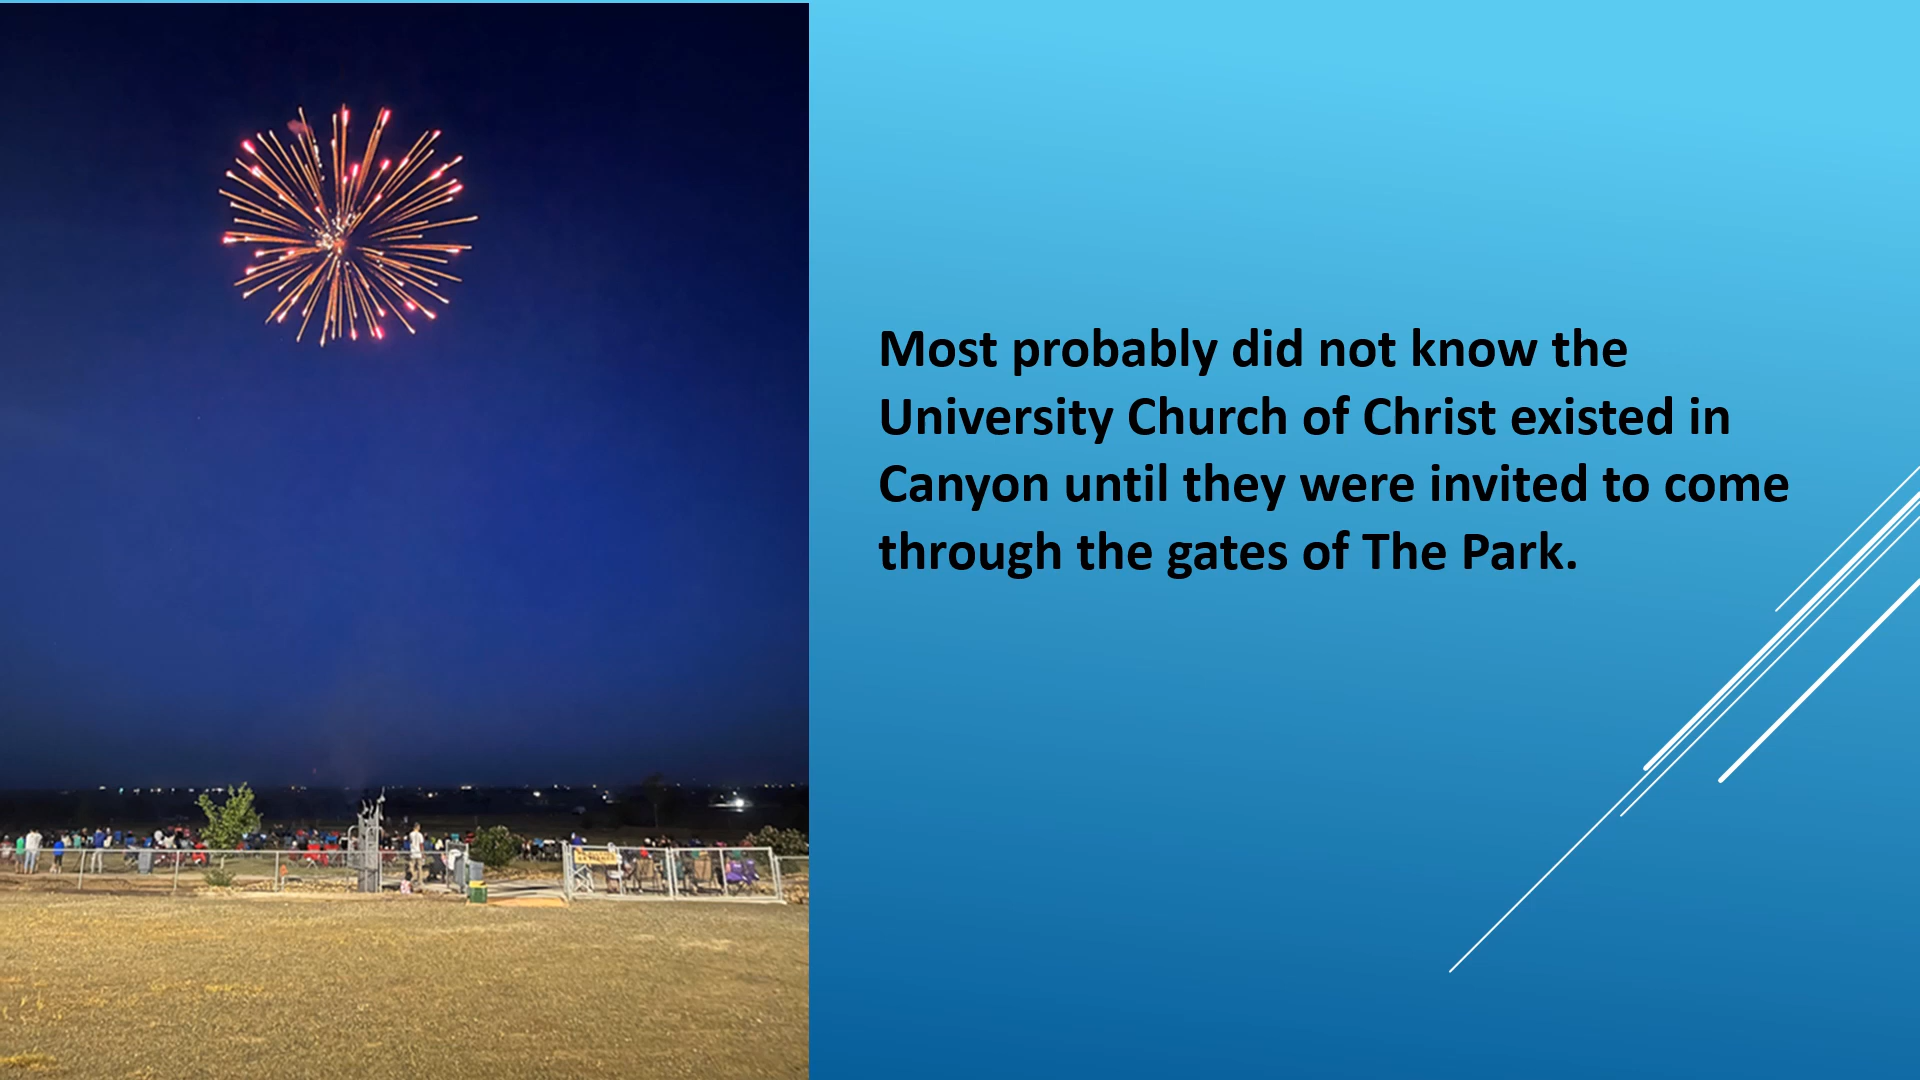 Most probably did not know the
University Church of Christ existed in
Canyon until they were invited to come
through the gates of The Park.